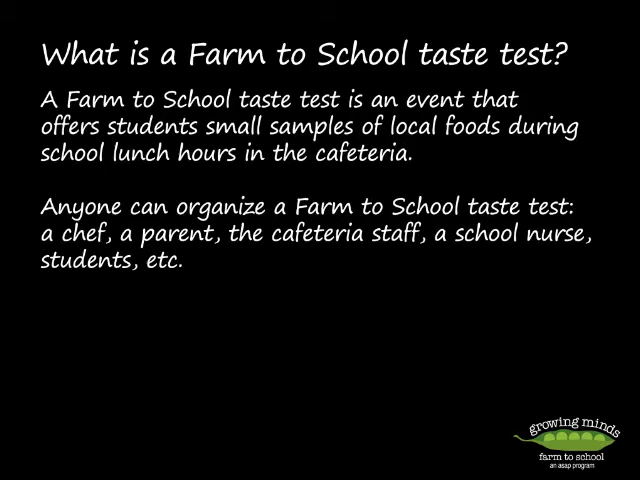 What is a Farm to School taste test?
A Farm to School taste test is an event that
offers students small samples of local foods during
school lunch hours in the cafeteria.
Anyone can organize a Farm to School taste test:
a chef, a parent, the cafeteria staff, a school nurse,
students, etc.
growing minds
farm to school
an asap program